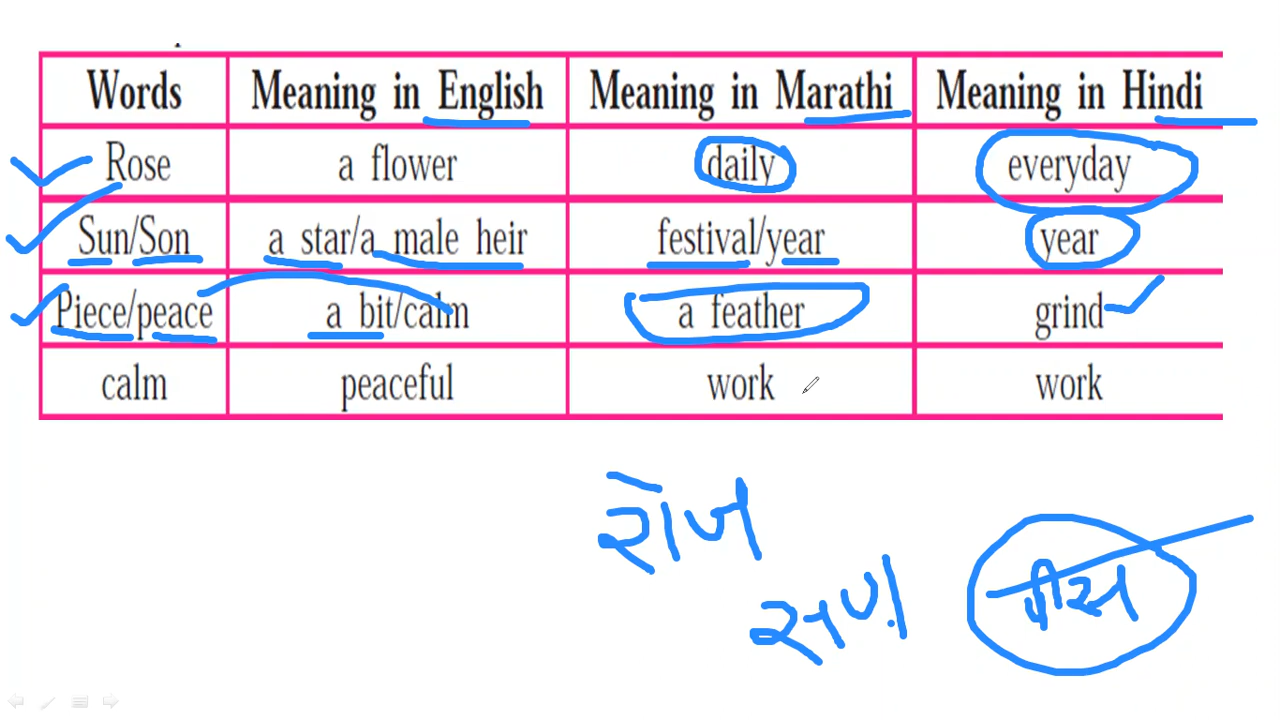 Words Meaning in English Meaning in Marathi Meaning in Hindi
Rose a flower daily everyday
Sun/Son a star/a male heir festival/year year
Piece/peace a bit/calm a feather grind
calm peaceful work work
रोज
सण
पीस